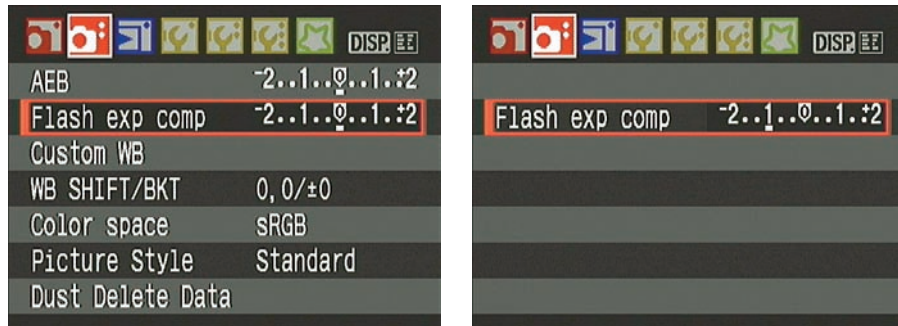 DISP.
AEB -2..1..0..1..+2
Flash exp comp -2..1..0..1..+2
Custom WB
WB SHIFT/BKT 0,0/±0
Color space sRGB
Picture Style Standard
Dust Delete Data
DISP.
Flash exp comp -2..1..0..1..+2